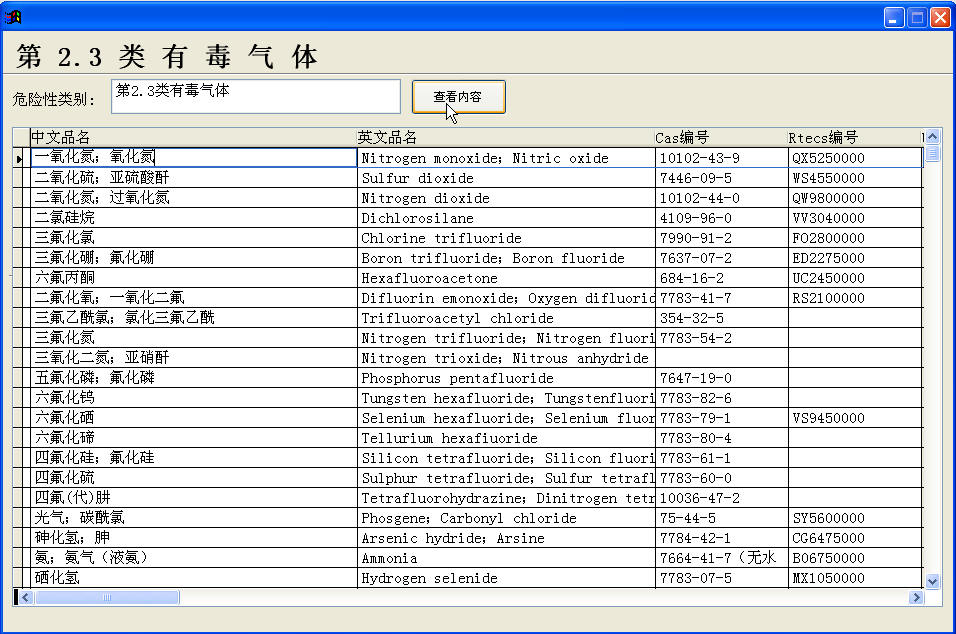 第 2.3 类 有 毒 气 体
危险性类别： 第2.3类有毒气体 查看内容
中文品名 英文品名 Cas编号 Rtecs编号
一氧化氮；氧化氮 Nitrogen monoxide；Nitric oxide 10102-43-9 QX5250000
二氧化硫；亚硫酸酐 Sulfur dioxide 7446-09-5 WS4550000
二氧化氮；过氧化氮 Nitrogen dioxide 10102-44-0 QW9800000
二氯硅烷 Dichlorosilane 4109-96-0 VV3040000
三氟化氯 Chlorine trifluoride 7990-91-2 FO2800000
三氟化硼；氟化硼 Boron trifluoride；Boron fluoride 7637-07-2 ED2275000
六氟丙酮 Hexafluoroacetone 684-16-2 UC2450000
二氟化氧；一氧化二氟 Difluorin emonoxide；Oxygen difluorid 7783-41-7 RS2100000
三氟乙酰氯；氯化三氟乙酰 Trifluoroacetyl chloride 354-32-5
三氟化氮 Nitrogen trifluoride；Nitrogen fluori 7783-54-2
三氧化二氮；亚硝酐 Nitrogen trioxide；Nitrous anhydride
五氟化磷；氟化磷 Phosphorus pentafluoride 7647-19-0
六氟化钨 Tungsten hexafluoride；Tungstenfluori 7783-82-6
六氟化硒 Selenium hexafluoride；Selenium fluor 7783-79-1 VS9450000
六氟化碲 Tellurium hexafiuoride 7783-80-4
四氟化硅；氟化硅 Silicon tetrafluoride；Silicon fluori 7783-61-1
四氟化硫 Sulphur tetrafluoride；Sulfur tetrafl 7783-60-0
四氟(代)肼 Tetrafluorohydrazine；Dinitrogen tetr 10036-47-2
光气；碳酰氯 Phosgene；Carbonyl chloride 75-44-5 SY5600000
砷化氢；胂 Arsenic hydride；Arsine 7784-42-1 CG6475000
氨；氨气（液氨） Ammonia 7664-41-7（无水 B06750000
硒化氢 Hydrogen selenide 7783-07-5 MX1050000